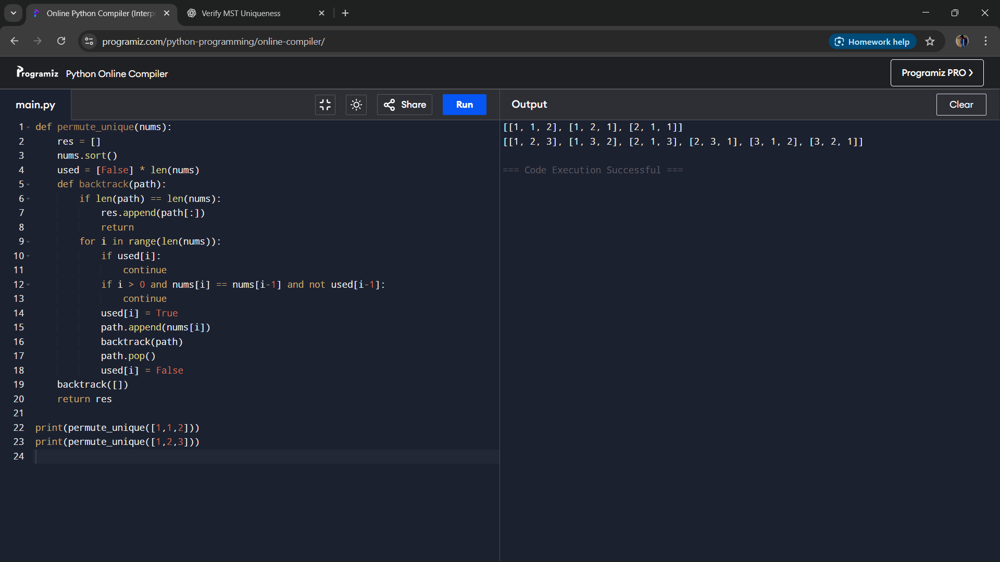 Online Python Compiler (Interp
Verify MST Uniqueness
programiz.com/python-programming/online-compiler/
Homework help
Programiz
Python Online Compiler
Programiz PRO
main.py
Share
Run
Output
Clear
1 def permute_unique(nums):
2     res = []
3     nums.sort()
4     used = [False] * len(nums)
5     def backtrack(path):
6         if len(path) == len(nums):
7             res.append(path[:])
8             return
9         for i in range(len(nums)):
10             if used[i]:
11                 continue
12             if i > 0 and nums[i] == nums[i-1] and not used[i-1]:
13                 continue
14             used[i] = True
15             path.append(nums[i])
16             backtrack(path)
17             path.pop()
18             used[i] = False
19     backtrack([])
20     return res
21
22 print(permute_unique([1,1,2]))
23 print(permute_unique([1,2,3]))
24
[[1, 1, 2], [1, 2, 1], [2, 1, 1]]
[[1, 2, 3], [1, 3, 2], [2, 1, 3], [2, 3, 1], [3, 1, 2], [3, 2, 1]]
=== Code Execution Successful ===